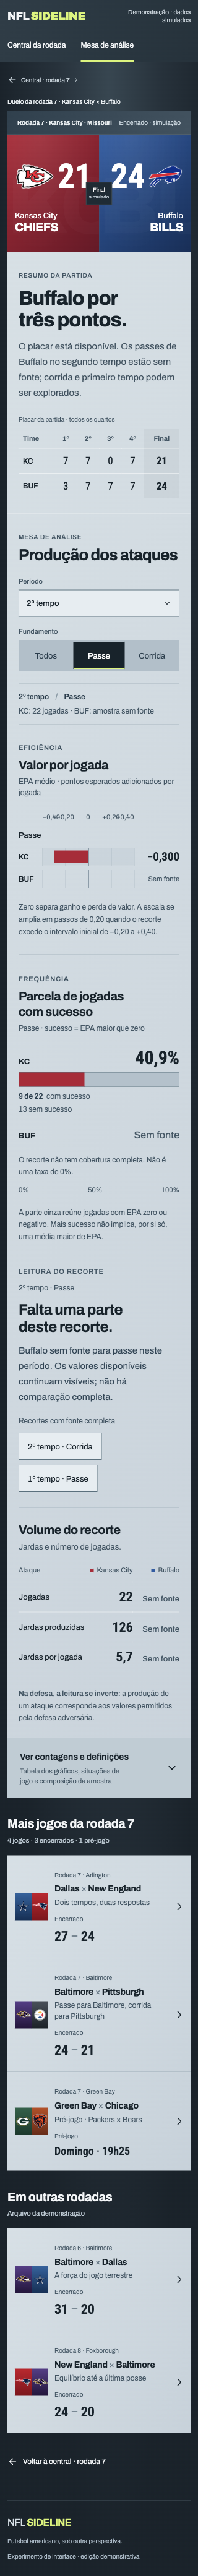 NFL SIDELINE
Demonstração · dados
simulados
Central da rodada
Mesa de análise
Central · rodada 7
Duelo da rodada 7 · Kansas City × Buffalo
Rodada 7 · Kansas City · Missouri
Encerrado · simulação
21
Final
simulado
24
Kansas City
CHIEFS
Buffalo
BILLS
RESUMO DA PARTIDA
Buffalo por
três pontos.
O placar está disponível. Os passes de
Buffalo no segundo tempo estão sem
fonte; corrida e primeiro tempo podem
ser explorados.
Placar da partida · todos os quartos
Time 1º 2º 3º 4º Final
KC 7 7 0 7 21
BUF 3 7 7 7 24
MESA DE ANÁLISE
Produção dos ataques
Período
2º tempo
Fundamento
Todos Passe Corrida
2º tempo / Passe
KC: 22 jogadas · BUF: amostra sem fonte
EFICIÊNCIA
Valor por jogada
EPA médio · pontos esperados adicionados por
jogada
−0,40 −0,20 0 +0,20 +0,40
Passe
KC −0,300
BUF Sem fonte
Zero separa ganho e perda de valor. A escala se
amplia em passos de 0,20 quando o recorte
excede o intervalo inicial de −0,20 a +0,40.
FREQUÊNCIA
Parcela de jogadas
com sucesso
Passe · sucesso = EPA maior que zero
KC 40,9%
9 de 22 com sucesso
13 sem sucesso
BUF Sem fonte
O recorte não tem cobertura completa. Não é
uma taxa de 0%.
0% 50% 100%
A parte cinza reúne jogadas com EPA zero ou
negativo. Mais sucesso não implica, por si só,
uma média maior de EPA.
LEITURA DO RECORTE
2º tempo · Passe
Falta uma parte
deste recorte.
Buffalo sem fonte para passe neste
período. Os valores disponíveis
continuam visíveis; não há
comparação completa.
Recortes com fonte completa
2º tempo · Corrida
1º tempo · Passe
Volume do recorte
Jardas e número de jogadas.
Ataque Kansas City Buffalo
Jogadas 22 Sem fonte
Jardas produzidas 126 Sem fonte
Jardas por jogada 5,7 Sem fonte
Na defesa, a leitura se inverte: a produção de
um ataque corresponde aos valores permitidos
pela defesa adversária.
Ver contagens e definições
Tabela dos gráficos, situações de
jogo e composição da amostra
Mais jogos da rodada 7
4 jogos · 3 encerrados · 1 pré-jogo
Rodada 7 · Arlington
Dallas × New England
Dois tempos, duas respostas
Encerrado
27 – 24
Rodada 7 · Baltimore
Baltimore × Pittsburgh
Passe para Baltimore, corrida
para Pittsburgh
Encerrado
24 – 21
Rodada 7 · Green Bay
Green Bay × Chicago
Pré-jogo · Packers × Bears
Pré-jogo
Domingo · 19h25
Em outras rodadas
Arquivo da demonstração
Rodada 6 · Baltimore
Baltimore × Dallas
A força do jogo terrestre
Encerrado
31 – 20
Rodada 8 · Foxborough
New England × Baltimore
Equilíbrio até a última posse
Encerrado
24 – 20
Voltar à central · rodada 7
NFL SIDELINE
Futebol americano, sob outra perspectiva.
Experimento de interface · edição demonstrativa